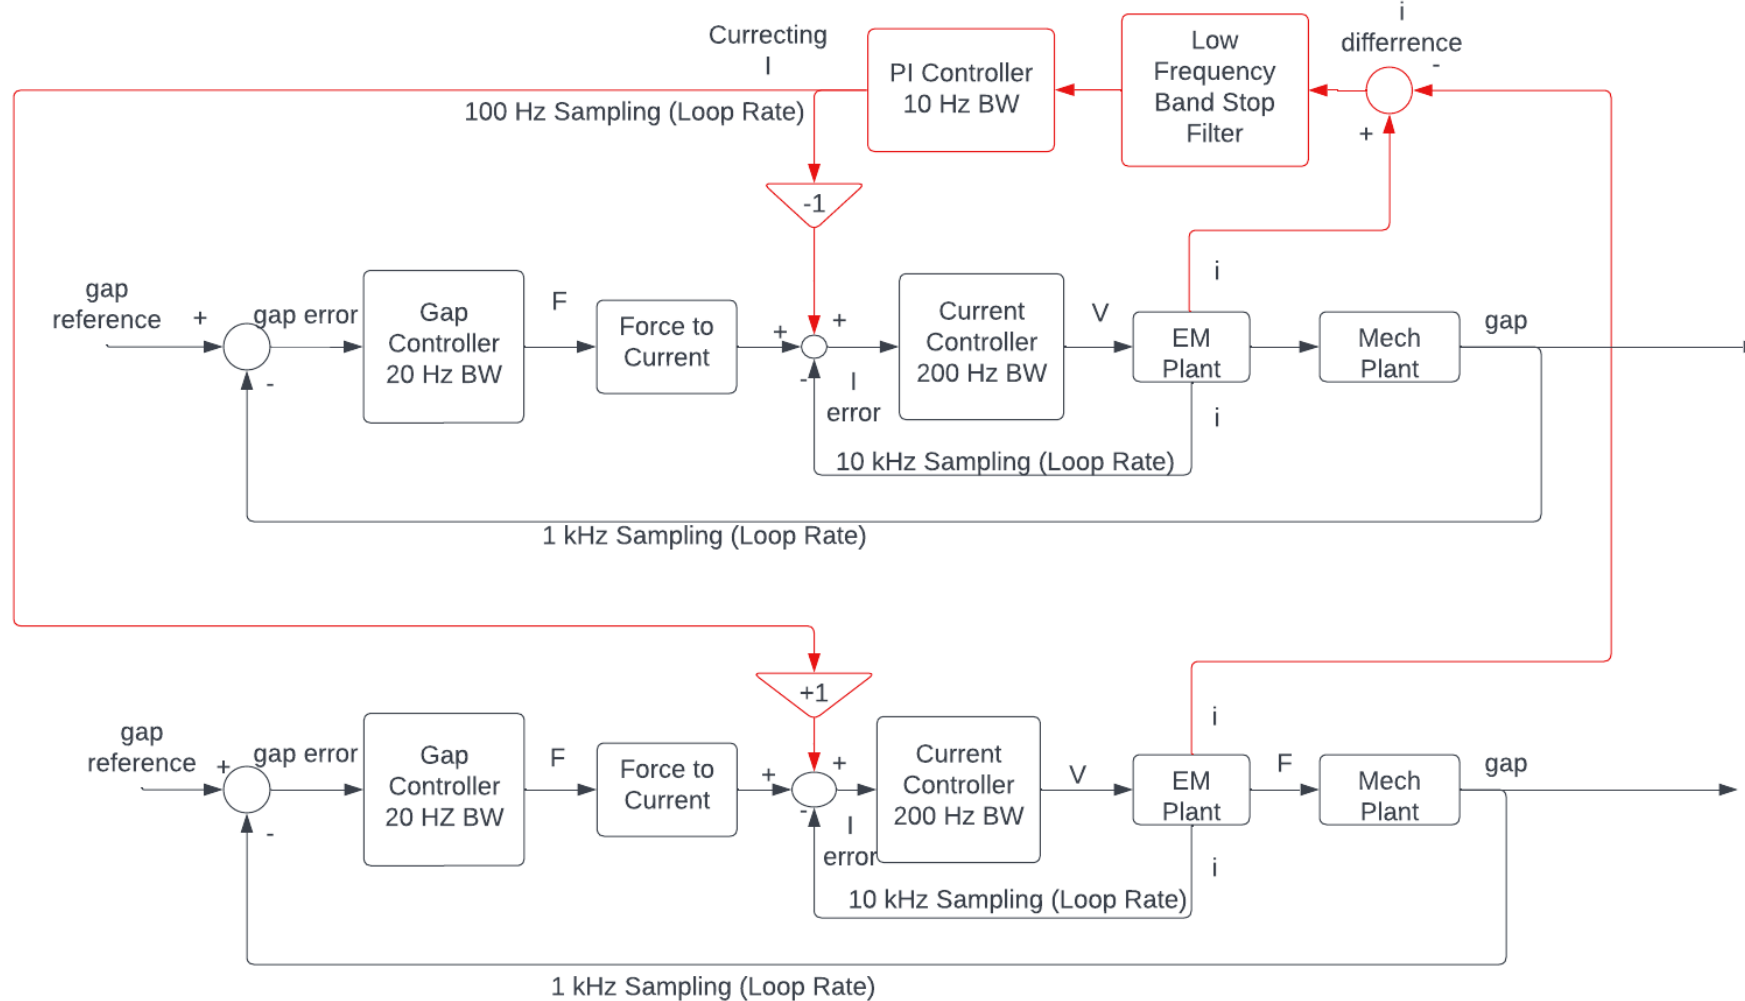 i
differrence
-
+
Currecting
I
PI Controller
10 Hz BW
Low
Frequency
Band Stop
Filter
100 Hz Sampling (Loop Rate)
-1
gap
reference
+
-
gap error
Gap
Controller
20 Hz BW
F
Force to
Current
+
+
-
I
error
Current
Controller
200 Hz BW
V
i
EM
Plant
i
Mech
Plant
gap
10 kHz Sampling (Loop Rate)
1 kHz Sampling (Loop Rate)
+1
gap
reference
+
-
gap error
Gap
Controller
20 HZ BW
F
Force to
Current
+
+
-
I
error
Current
Controller
200 Hz BW
V
i
EM
Plant
i
F
Mech
Plant
gap
10 kHz Sampling (Loop Rate)
1 kHz Sampling (Loop Rate)